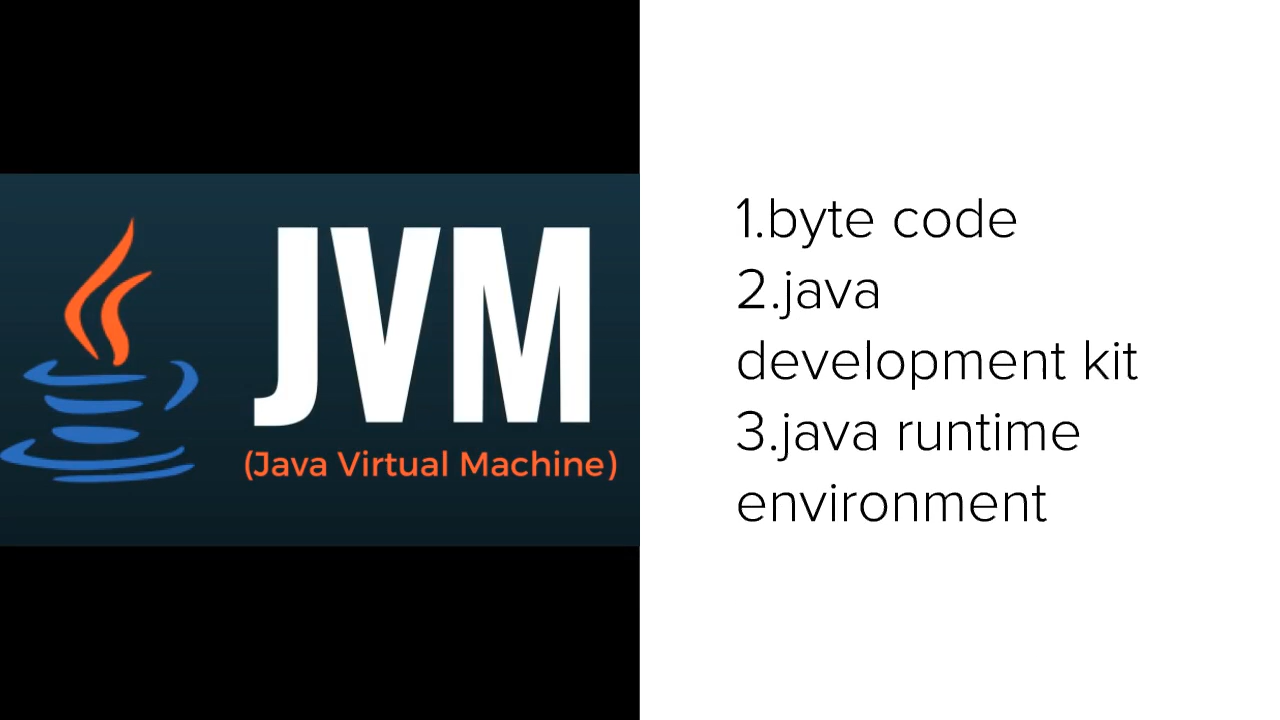 JVM
(Java Virtual Machine)
1.byte code
2.java
development kit
3.java runtime
environment